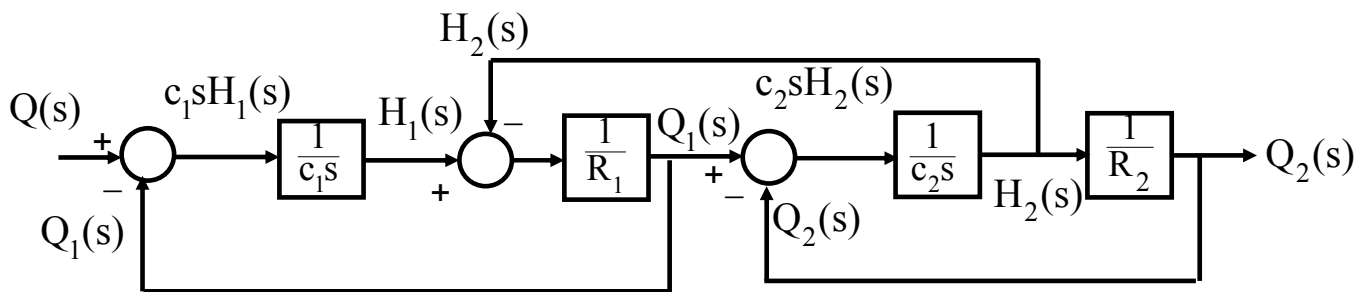 H₂(s)
Q(s)
+
−
c₁sH₁(s)
1
c₁s
H₁(s)
+
−
1
R₁
Q₁(s)
+
−
c₂sH₂(s)
1
c₂s
H₂(s)
1
R₂
Q₂(s)
Q₁(s)
Q₂(s)